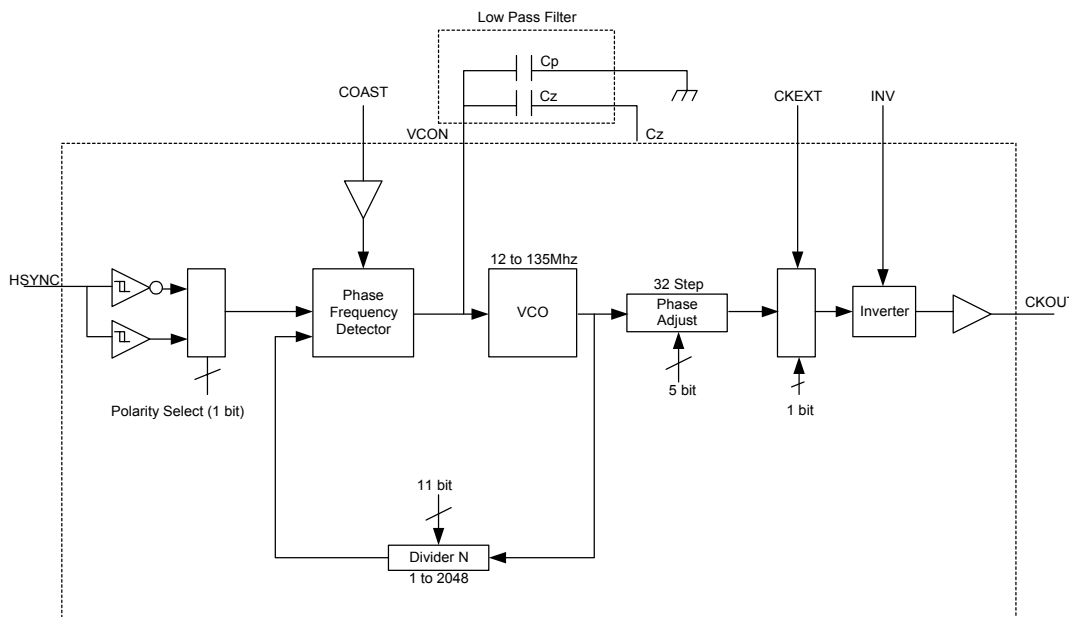 Low Pass Filter
Cp
COAST
Cz
CKEXT
INV
VCON
Cz
HSYNC
12 to 135Mhz
Phase
Frequency
Detector
VCO
32 Step
Phase
Adjust
Inverter
CKOUT
5 bit
1 bit
Polarity Select (1 bit)
11 bit
Divider N
1 to 2048